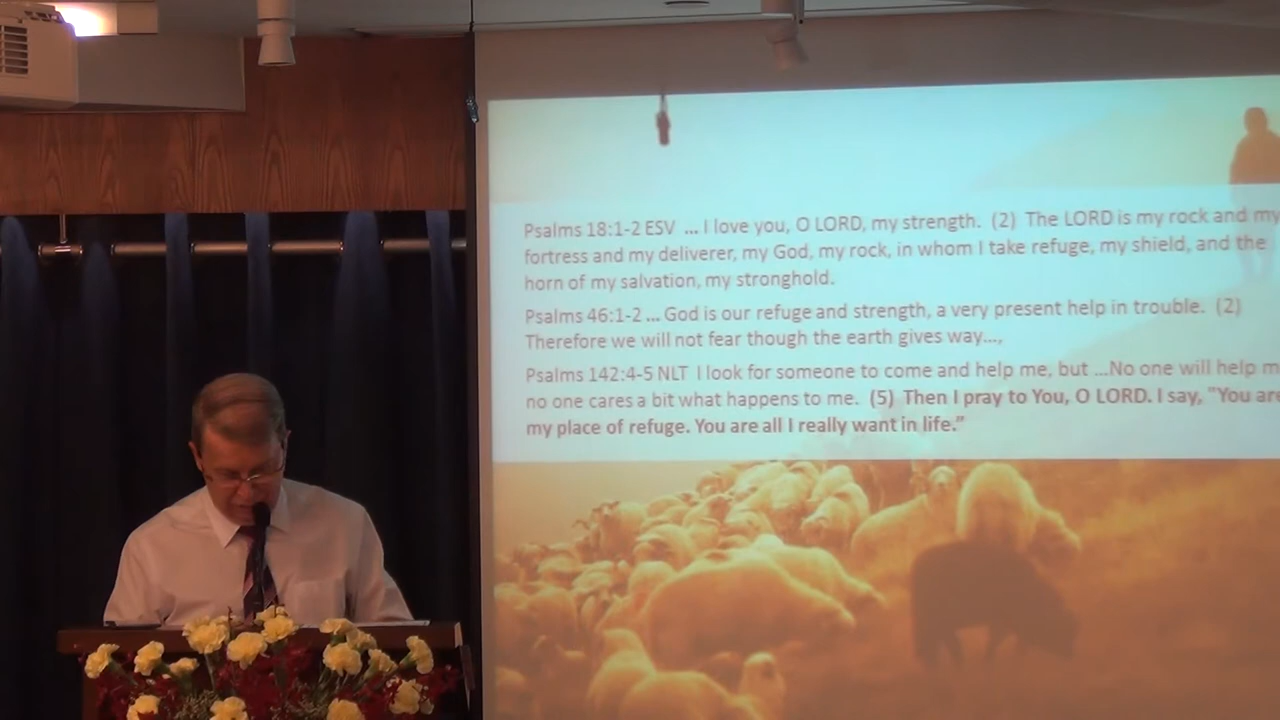 Psalms 18:1-2 ESV ... I love you, O LORD, my strength. (2) The LORD is my rock and my
fortress and my deliverer, my God, my rock, in whom I take refuge, my shield, and the
horn of my salvation, my stronghold.
Psalms 46:1-2 ... God is our refuge and strength, a very present help in trouble. (2)
Therefore we will not fear though the earth gives way...,
Psalms 142:4-5 NLT I look for someone to come and help me, but ...No one will help m
no one cares a bit what happens to me. (5) Then I pray to You, O LORD. I say, "You are
my place of refuge. You are all I really want in life."